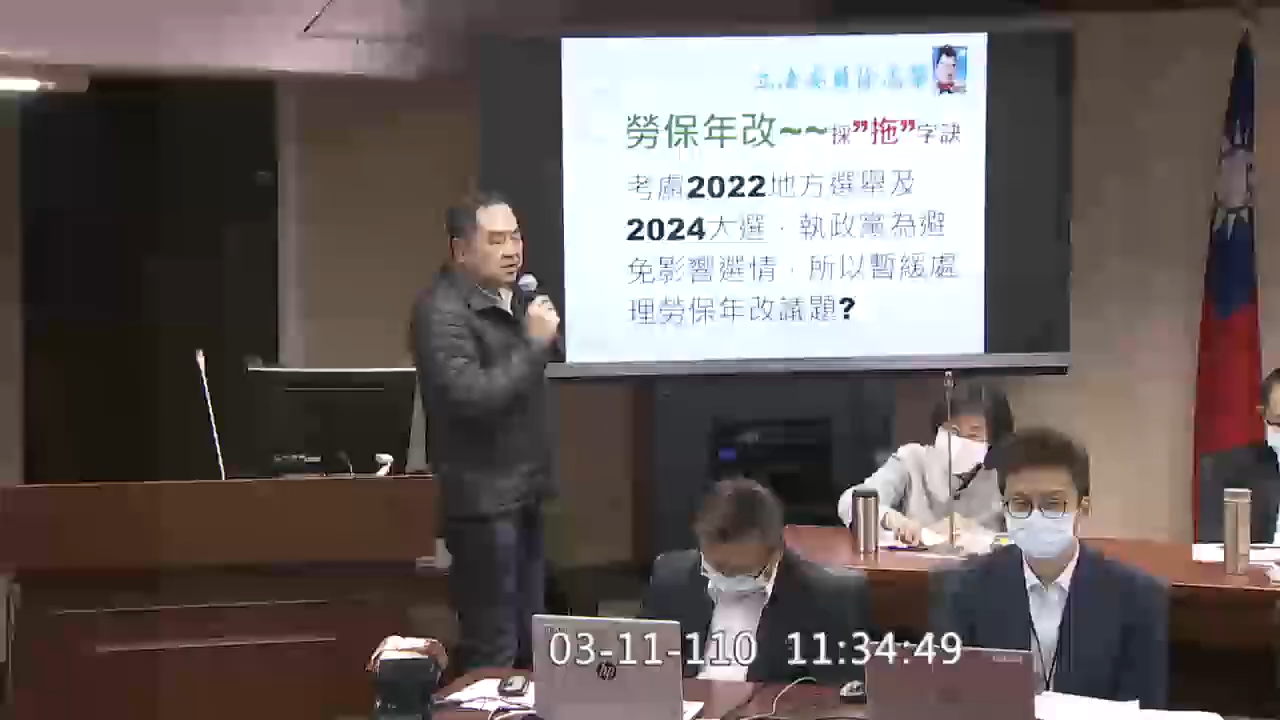 勞保年改~~採"拖"字訣
考慮2022地方選舉及
2024大選，執政黨為避
免影響選情，所以暫緩處
理勞保年改議題?
hp
03-11-110 11:34:49